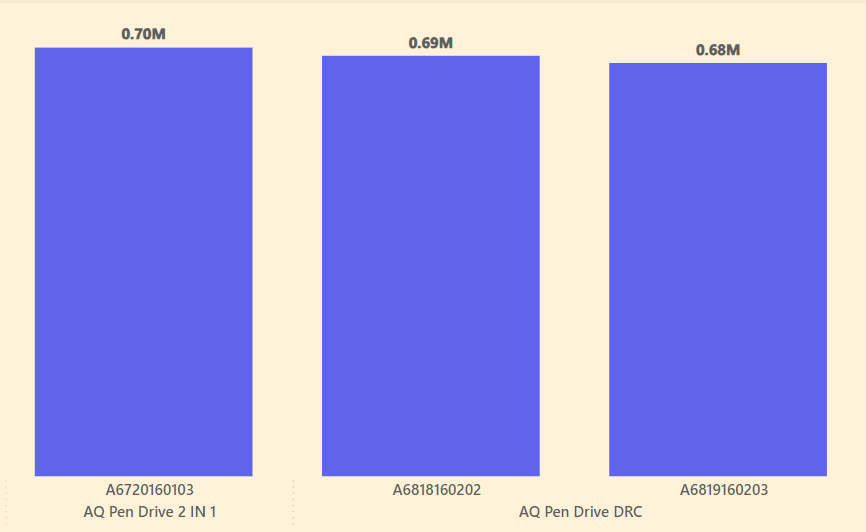 0.70M
0.69M
0.68M
A6720160103
A6818160202
A6819160203
AQ Pen Drive 2 IN 1
AQ Pen Drive DRC